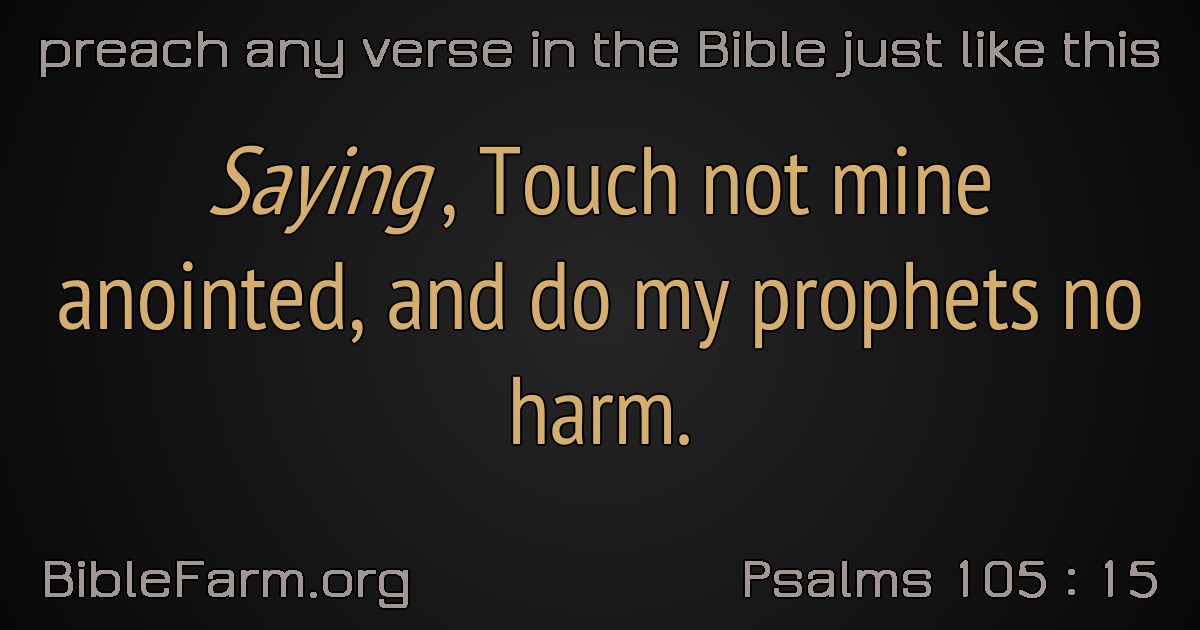 preach any verse in the Bible just like this
Saying, Touch not mine
anointed, and do my prophets no
harm.
BibleFarm.org
Psalms 105 : 15